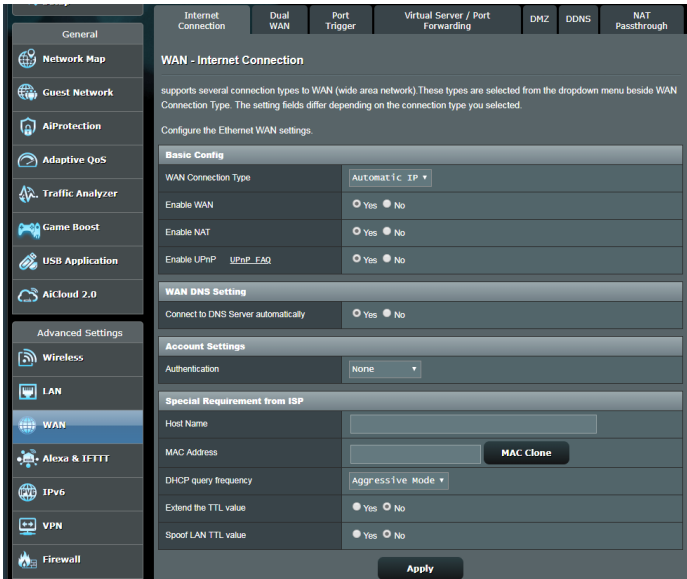 General
Network Map
Guest Network
AiProtection
Adaptive QoS
Traffic Analyzer
Game Boost
USB Application
AiCloud 2.0
Advanced Settings
Wireless
LAN
WAN
Alexa & IFTTT
IPv6
VPN
Firewall
Internet Connection
Dual WAN
Port Trigger
Virtual Server / Port Forwarding
DMZ
DDNS
NAT Passthrough
WAN - Internet Connection
supports several connection types to WAN (wide area network).These types are selected from the dropdown menu beside WAN
Connection Type. The setting fields differ depending on the connection type you selected.
Configure the Ethernet WAN settings.
Basic Config
WAN Connection Type Automatic IP
Enable WAN Yes No
Enable NAT Yes No
Enable UPnP UPnP FAQ Yes No
WAN DNS Setting
Connect to DNS Server automatically Yes No
Account Settings
Authentication None
Special Requirement from ISP
Host Name
MAC Address MAC Clone
DHCP query frequency Aggressive Mode
Extend the TTL value Yes No
Spoof LAN TTL value Yes No
Apply